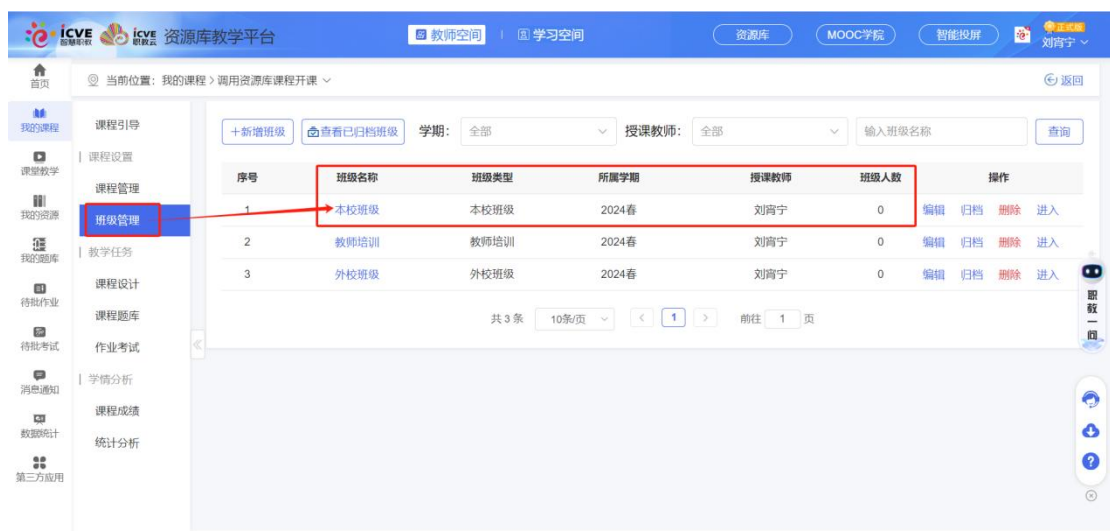 icve 智慧职教 icve 职教云 资源库教学平台 教师空间 学习空间 资源库 MOOC学院 智能投屏 正式版 刘宵宁
首页
当前位置：我的课程 > 调用资源库课程开课
返回
我的课程
课堂教学
我的资源
我的题库
待批作业
待批考试
消息通知
数据统计
第三方应用
课程引导
课程设置
课程管理
班级管理
教学任务
课程设计
课程题库
作业考试
学情分析
课程成绩
统计分析
+新增班级 查看已归档班级 学期： 全部 授课教师： 全部 输入班级名称 查询
序号 班级名称 班级类型 所属学期 授课教师 班级人数 操作
1 本校班级 本校班级 2024春 刘宵宁 0 编辑 归档 删除 进入
2 教师培训 教师培训 2024春 刘宵宁 0 编辑 归档 删除 进入
3 外校班级 外校班级 2024春 刘宵宁 0 编辑 归档 删除 进入
共 3 条 10条/页 < 1 > 前往 1 页
职教一问